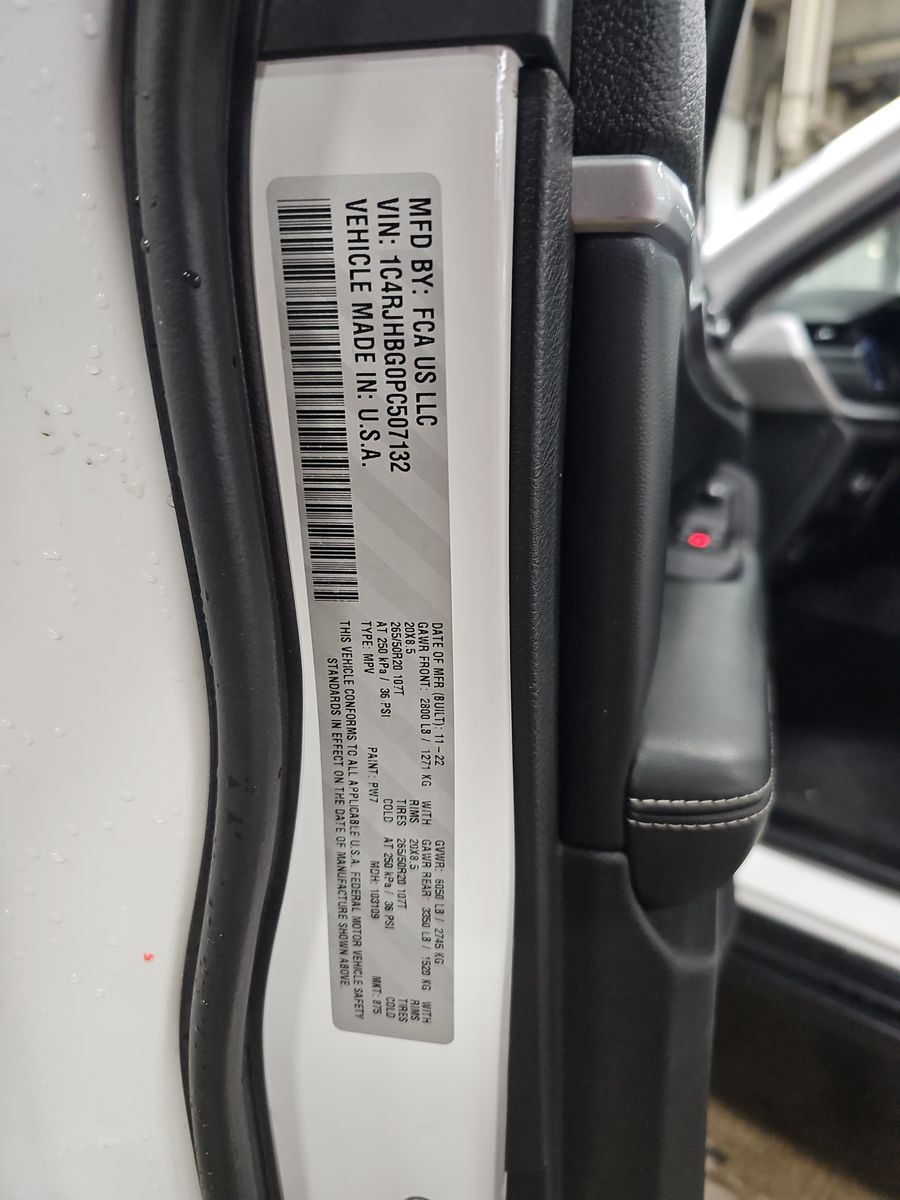 MFD BY: FCA US LLC
VIN: 1C4RJHBG0PC507132
VEHICLE MADE IN: U.S.A.
DATE OF MFR (BUILT): 11-22 GVWR: 6050 LB / 2745 KG
GAWR FRONT: 2800 LB / 1271 KG WITH GAWR REAR: 3350 LB / 1520 KG WITH
20X8.5 RIMS 20X8.5 RIMS
265/50R20 107T TIRES 265/50R20 107T TIRES
AT 250 kPa / 36 PSI COLD AT 250 kPa / 36 PSI COLD
TYPE: MPV PAINT: PW7 MDH: 103109 MKT: 875
THIS VEHICLE CONFORMS TO ALL APPLICABLE U.S.A. FEDERAL MOTOR VEHICLE SAFETY
STANDARDS IN EFFECT ON THE DATE OF MANUFACTURE SHOWN ABOVE.